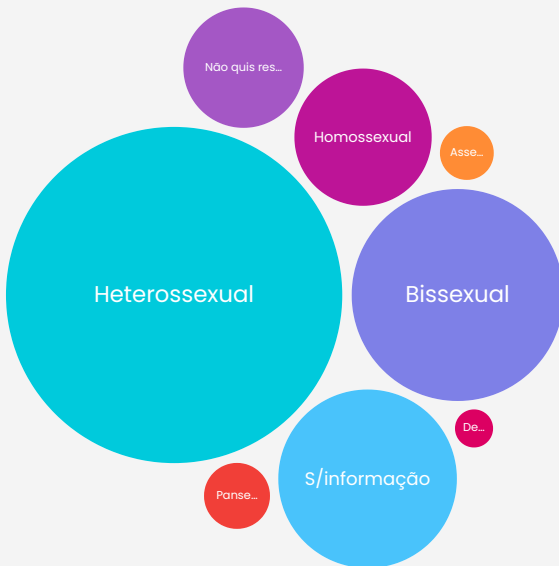 Não quis res...
Homossexual
Asse...
Heterossexual
Bissexual
De...
S/informação
Panse...